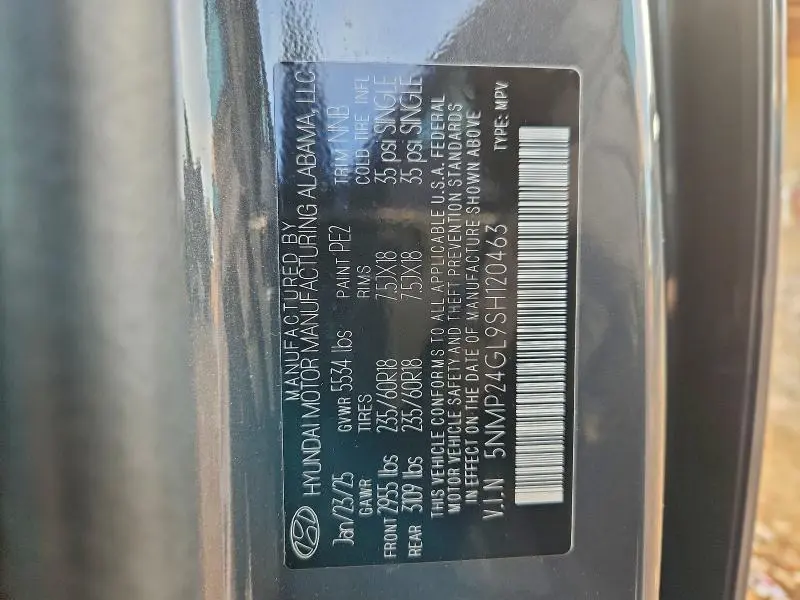 MANUFACTURED BY
HYUNDAI MOTOR MANUFACTURING ALABAMA, LLC
Jan/23/25 GVWR 5534 lbs PAINT PE2 TRIM NNB
GAWR TIRES RIMS COLD TIRE INFL
FRONT 2955 lbs 235/60R18 7.5JX18 35 psi SINGLE
REAR 3109 lbs 235/60R18 7.5JX18 35 psi SINGLE
THIS VEHICLE CONFORMS TO ALL APPLICABLE U.S.A. FEDERAL
MOTOR VEHICLE SAFETY AND THEFT PREVENTION STANDARDS
IN EFFECT ON THE DATE OF MANUFACTURE SHOWN ABOVE
V.I.N 5NMP24GL9SH120463 TYPE: MPV